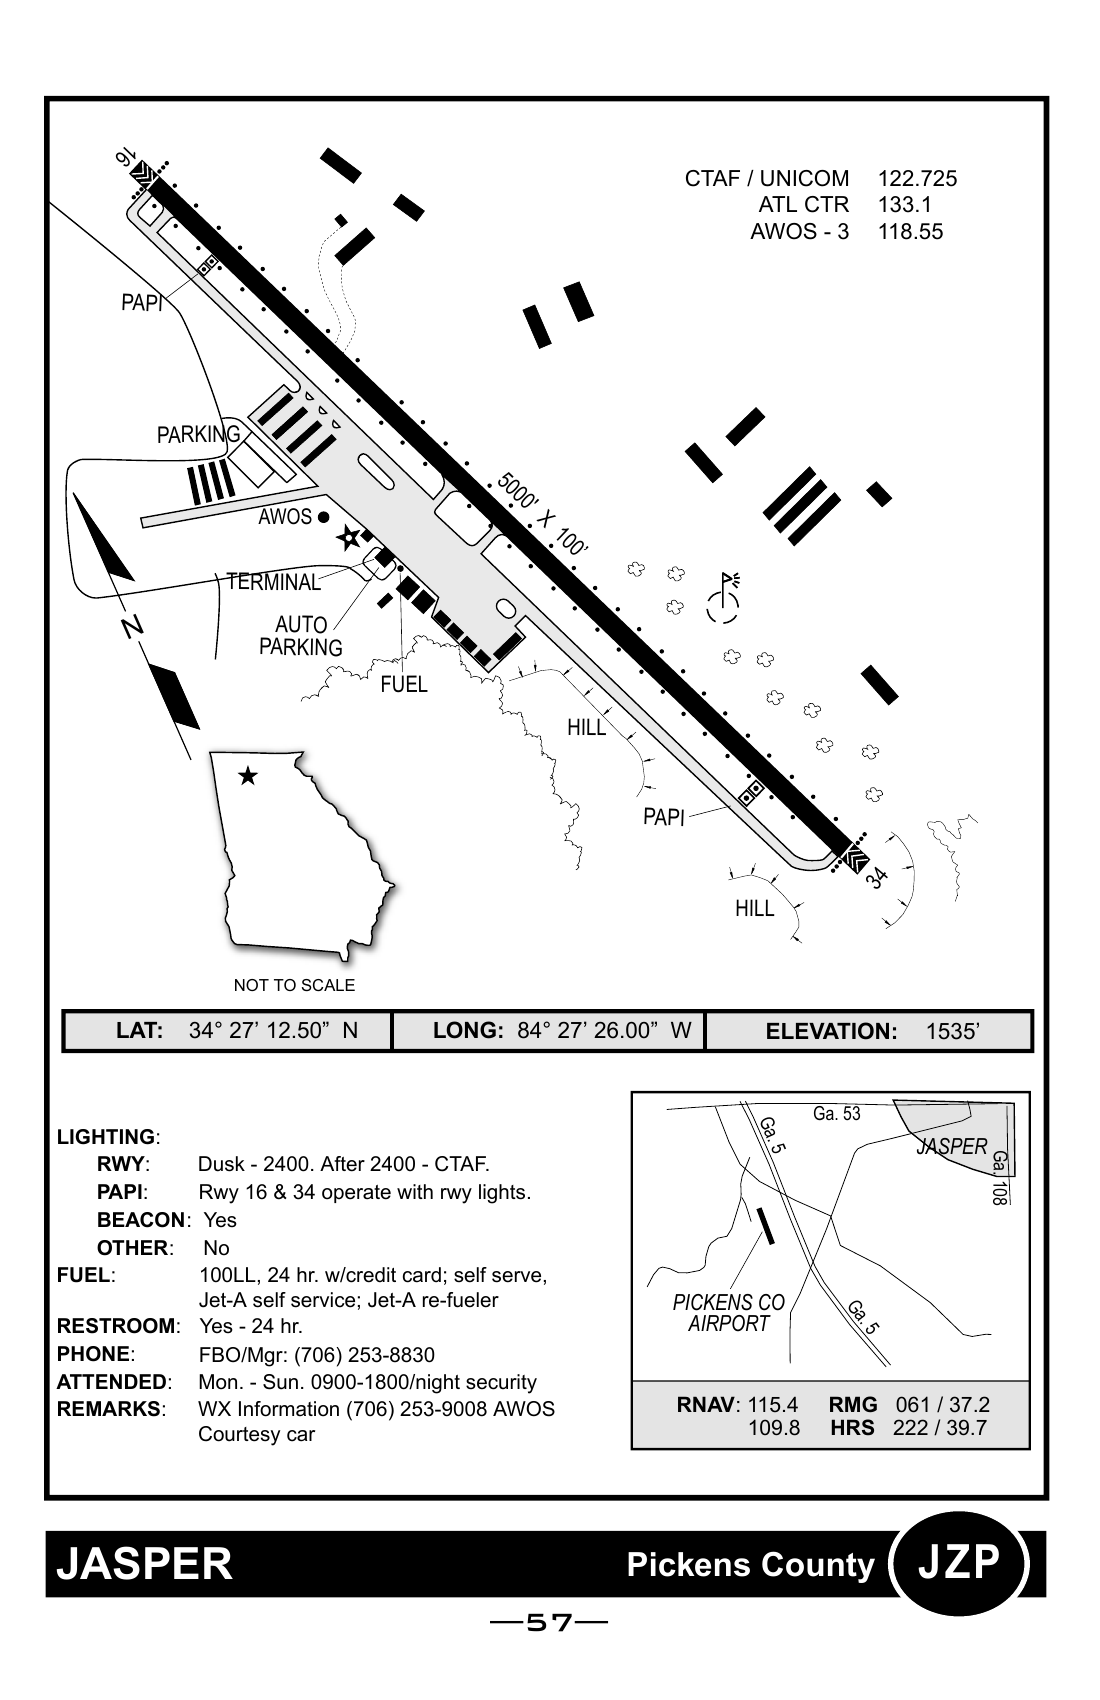 16
CTAF / UNICOM 122.725
ATL CTR 133.1
AWOS - 3 118.55
PAPI
PARKING
5000' X 100'
AWOS
TERMINAL
AUTO
PARKING
N
FUEL
HILL
PAPI
34
HILL
NOT TO SCALE
LAT: 34° 27’ 12.50” N LONG: 84° 27’ 26.00” W ELEVATION: 1535’
LIGHTING:
RWY: Dusk - 2400. After 2400 - CTAF.
PAPI: Rwy 16 & 34 operate with rwy lights.
BEACON: Yes
OTHER: No
FUEL: 100LL, 24 hr. w/credit card; self serve,
Jet-A self service; Jet-A re-fueler
RESTROOM: Yes - 24 hr.
PHONE: FBO/Mgr: (706) 253-8830
ATTENDED: Mon. - Sun. 0900-1800/night security
REMARKS: WX Information (706) 253-9008 AWOS
Courtesy car
Ga. 53
Ga. 5
JASPER
Ga. 108
PICKENS CO
AIRPORT
Ga. 5
RNAV: 115.4 RMG 061 / 37.2
109.8 HRS 222 / 39.7
JASPER
Pickens County JZP
—57—